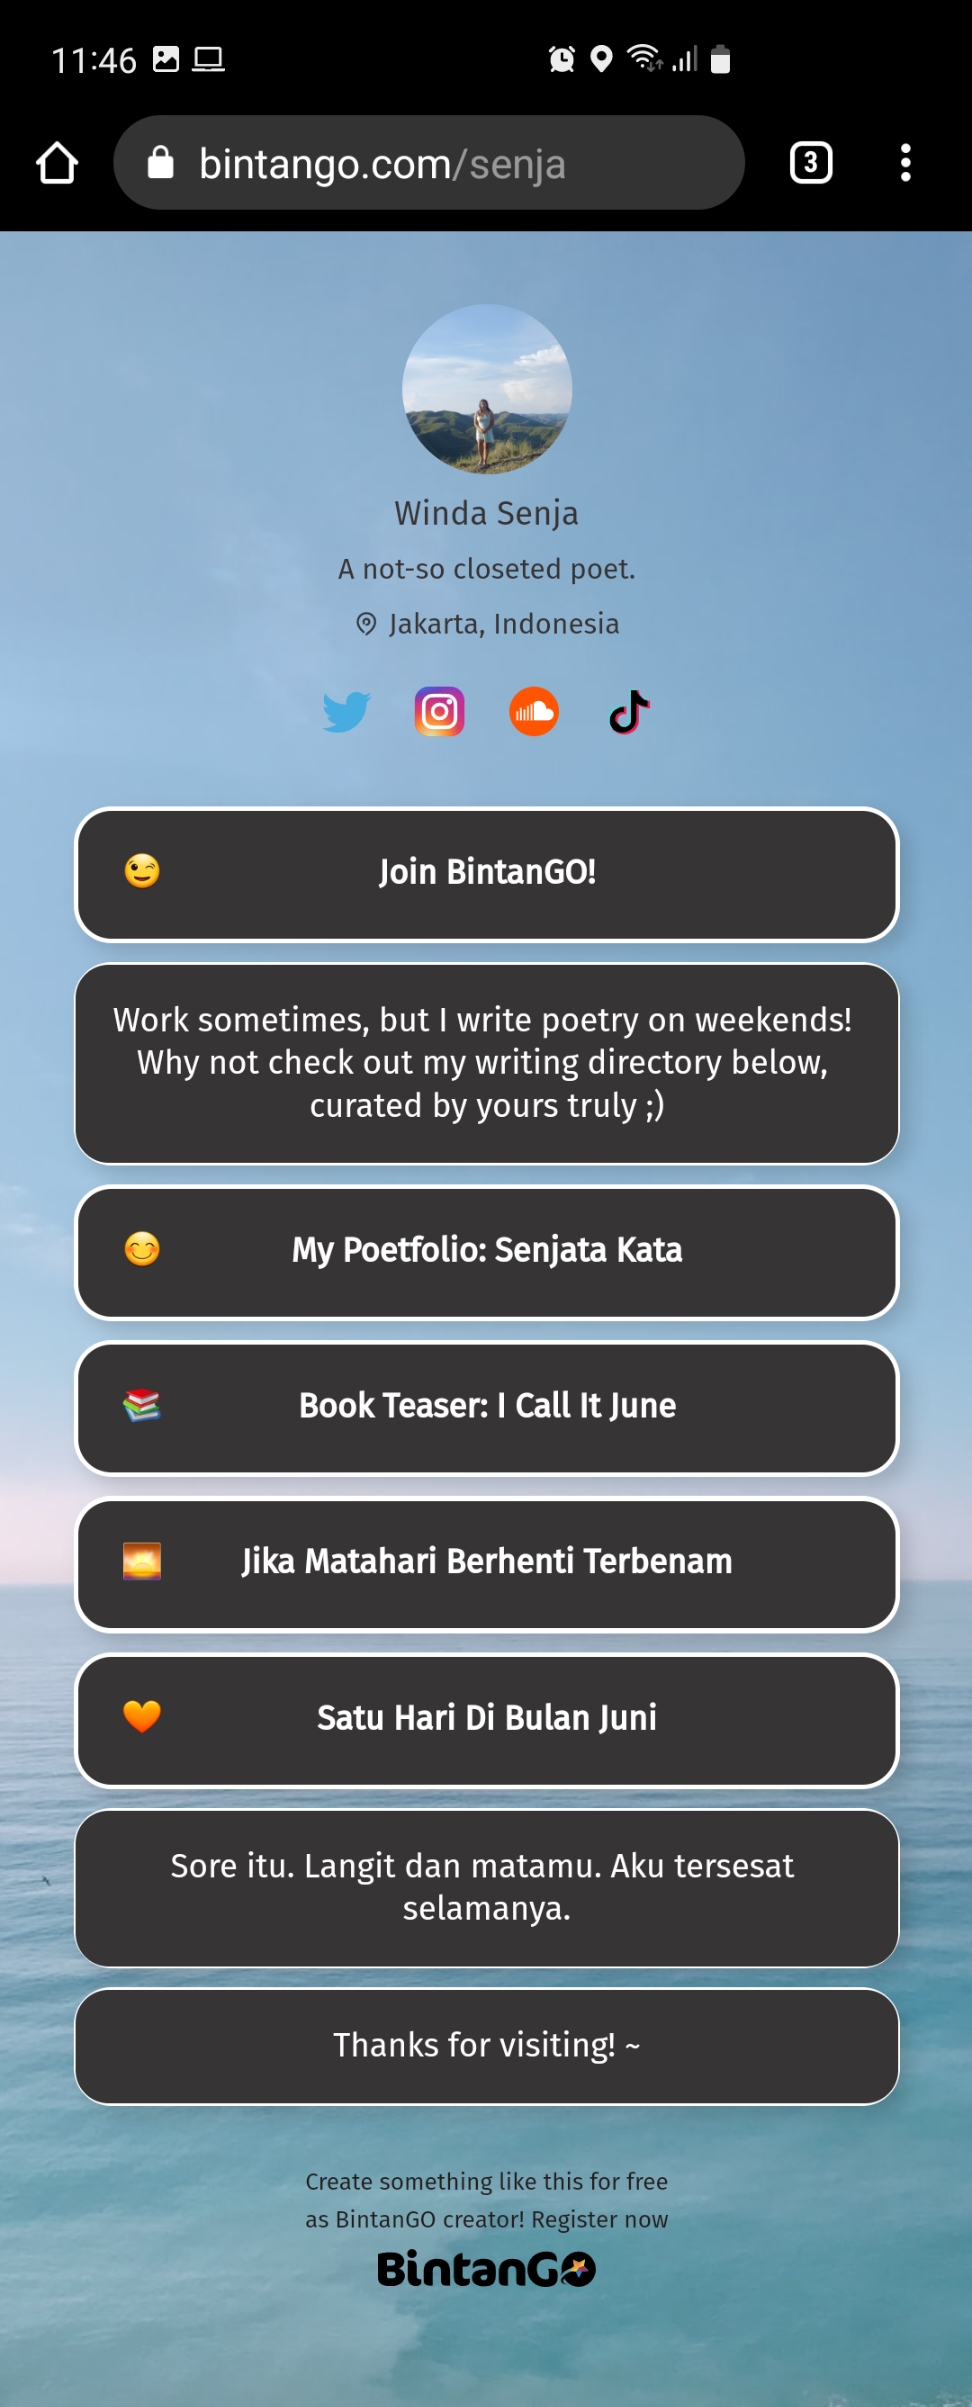 11:46
bintango.com/senja
3
Winda Senja
A not-so closeted poet.
Jakarta, Indonesia
Join BintanGO!
Work sometimes, but I write poetry on weekends!
Why not check out my writing directory below,
curated by yours truly ;)
My Poetfolio: Senjata Kata
Book Teaser: I Call It June
Jika Matahari Berhenti Terbenam
Satu Hari Di Bulan Juni
Sore itu. Langit dan matamu. Aku tersesat
selamanya.
Thanks for visiting! ~
Create something like this for free
as BintanGO creator! Register now
BintanGO